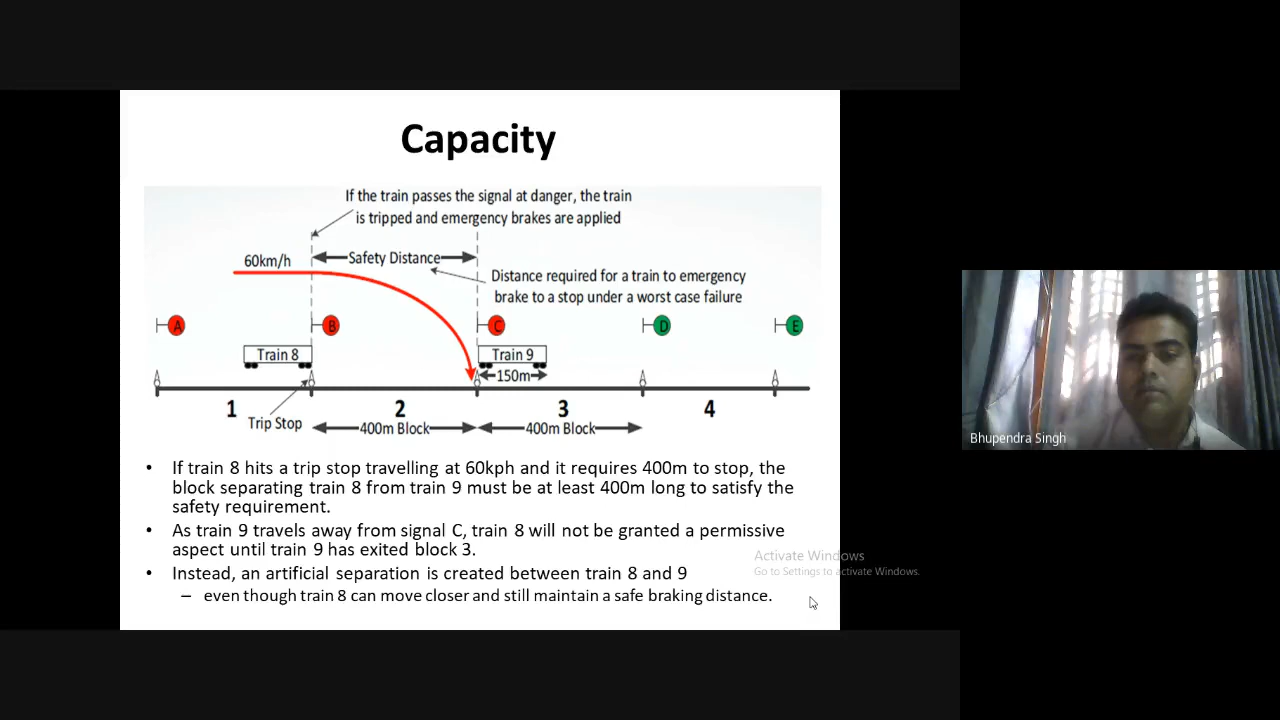 Capacity
If the train passes the signal at danger, the train
is tripped and emergency brakes are applied
60km/h
Safety Distance
Distance required for a train to emergency
brake to a stop under a worst case failure
A
B
C
D
E
Train 8
Train 9
150m
1
2
3
4
Trip Stop
400m Block
400m Block
• If train 8 hits a trip stop travelling at 60kph and it requires 400m to stop, the
block separating train 8 from train 9 must be at least 400m long to satisfy the
safety requirement.
• As train 9 travels away from signal C, train 8 will not be granted a permissive
aspect until train 9 has exited block 3.
• Instead, an artificial separation is created between train 8 and 9
– even though train 8 can move closer and still maintain a safe braking distance.
Activate Windows
Go to Settings to activate Windows.
Bhupendra Singh